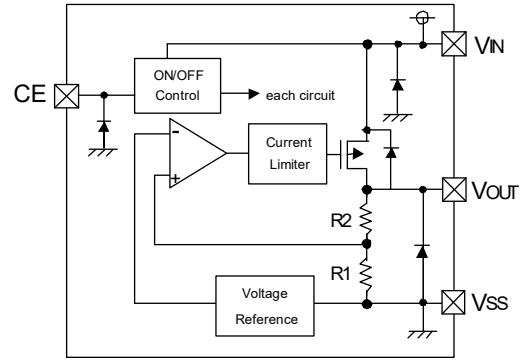 VIN
ON/OFF
Control
CE
each circuit
-
Current
Limiter
+
VOUT
R2
R1
Voltage
Reference
VSS